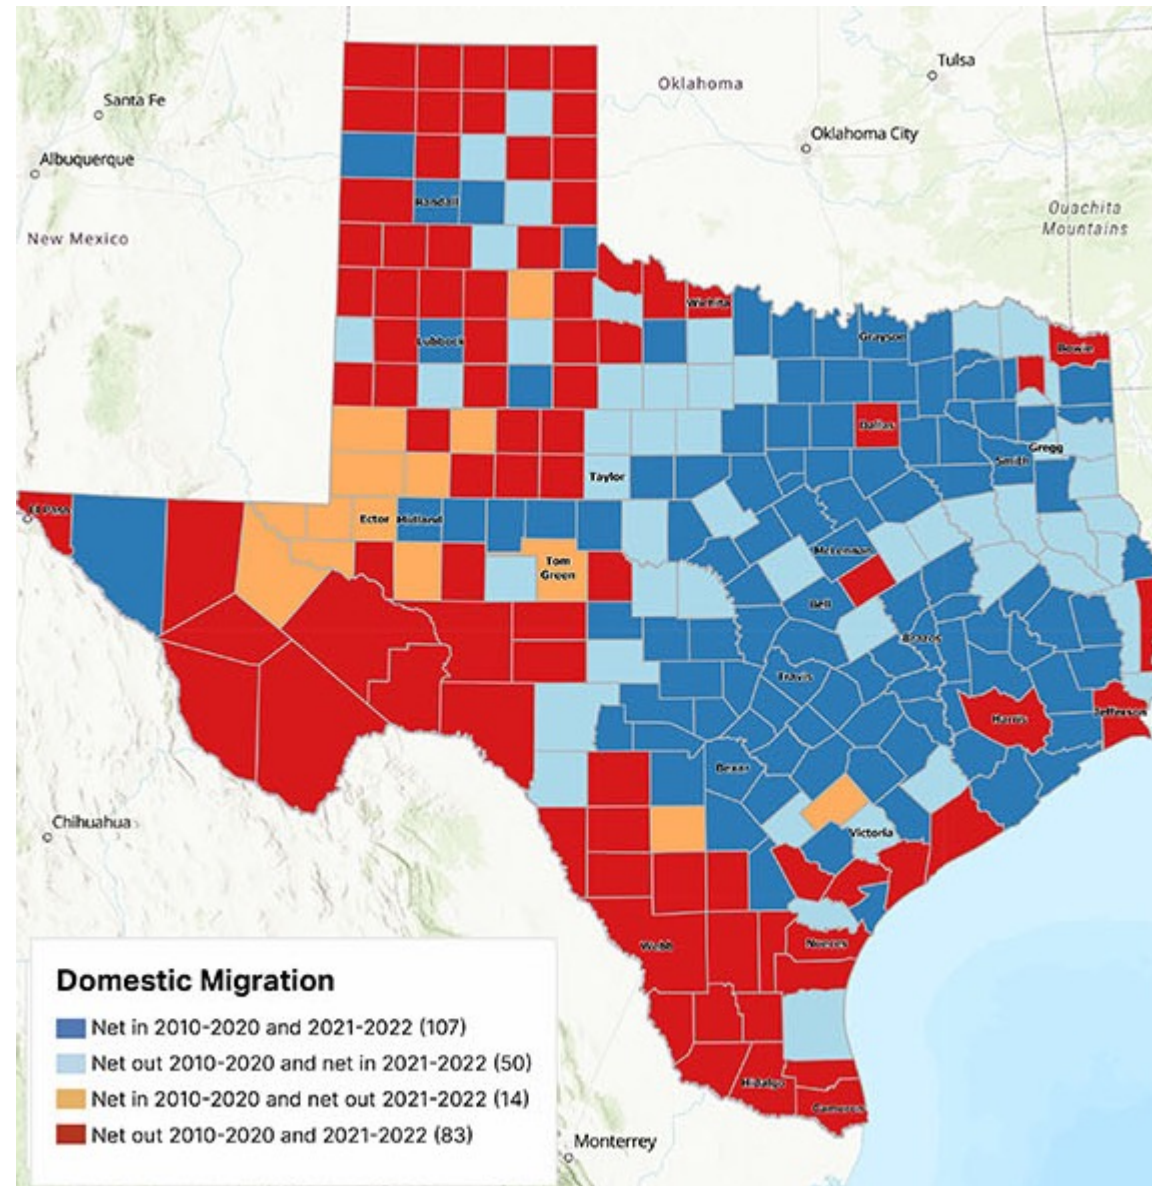 Tulsa
Oklahoma
Santa Fe
Oklahoma City
Albuquerque
Randall
Ouachita
Mountains
New Mexico
Wichita
Lubbock
Grayson
Bowie
Dallas
Gregg
Smith
Taylor
El Paso
Ector
Midland
McLennan
Tom
Green
Bell
Brazos
Travis
Harris
Jefferson
Bexar
Chihuahua
Victoria
Webb
Nueces
Domestic Migration
Net in 2010-2020 and 2021-2022 (107)
Net out 2010-2020 and net in 2021-2022 (50)
Net in 2010-2020 and net out 2021-2022 (14)
Hidalgo
Cameron
Net out 2010-2020 and 2021-2022 (83)
Monterrey